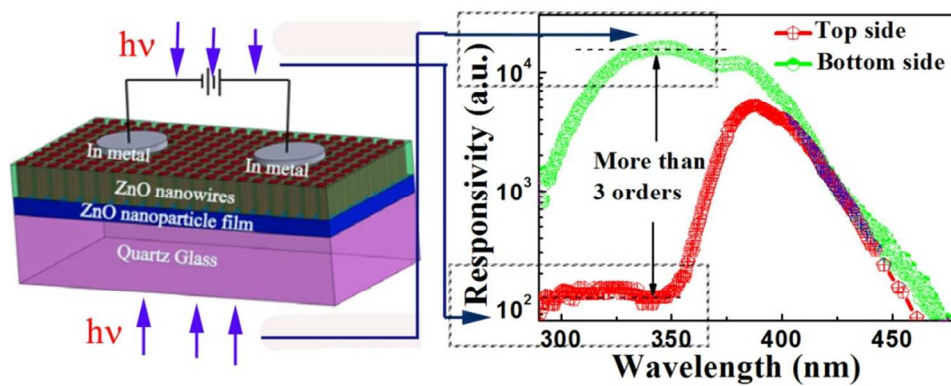 hν
In metal
In metal
ZnO nanowires
ZnO nanoparticle film
Quartz Glass
hν
Responsivity (a.u.)
10⁴
10³
10²
Top side
Bottom side
More than
3 orders
300 350 400 450
Wavelength (nm)